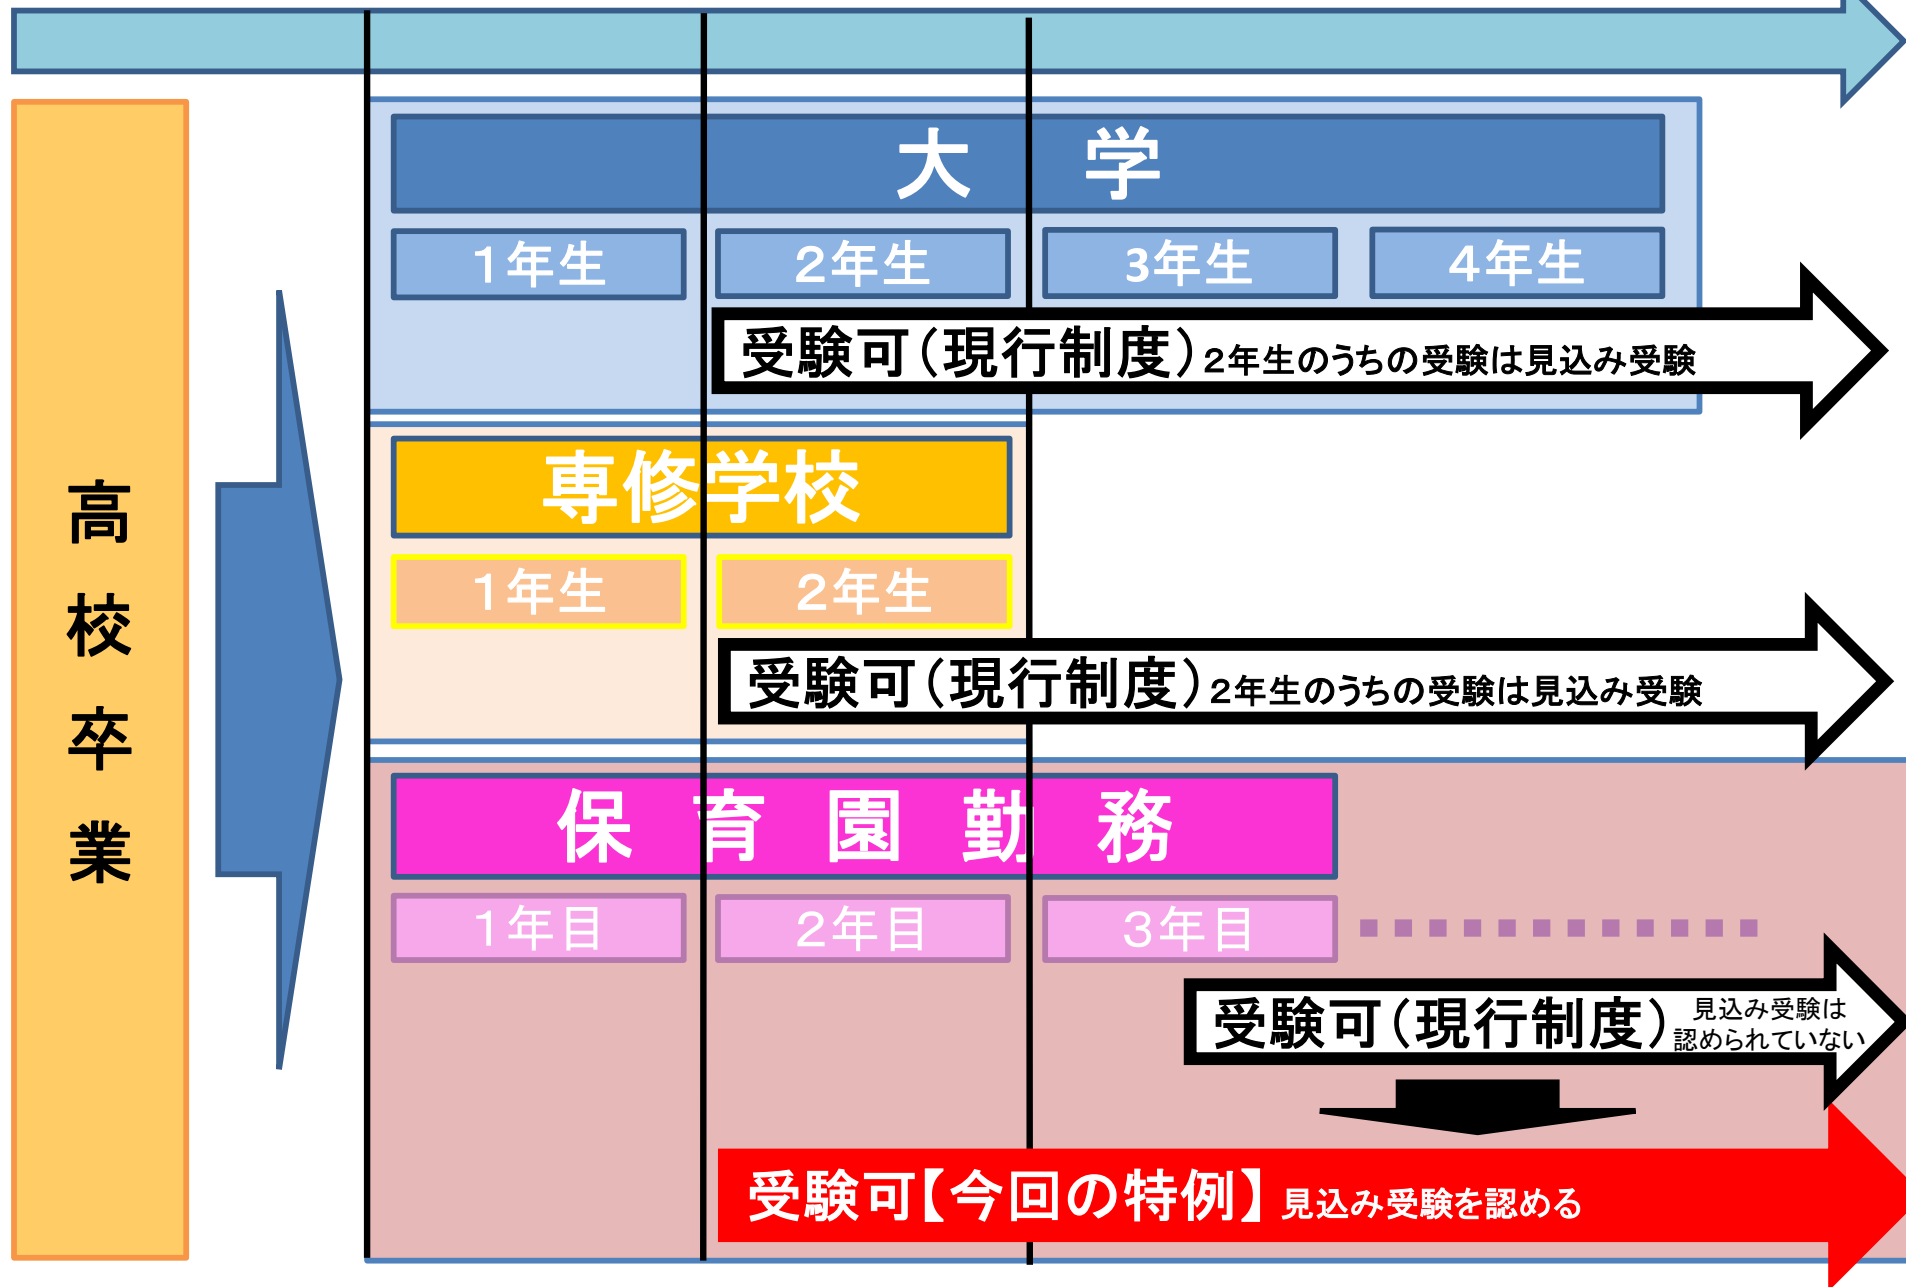 高校卒業
大学
1年生 2年生 3年生 4年生
受験可(現行制度)2年生のうちの受験は見込み受験
専修学校
1年生 2年生
受験可(現行制度)2年生のうちの受験は見込み受験
保育園勤務
1年目 2年目 3年目
受験可(現行制度)
見込み受験は
認められていない
受験可【今回の特例】見込み受験を認める